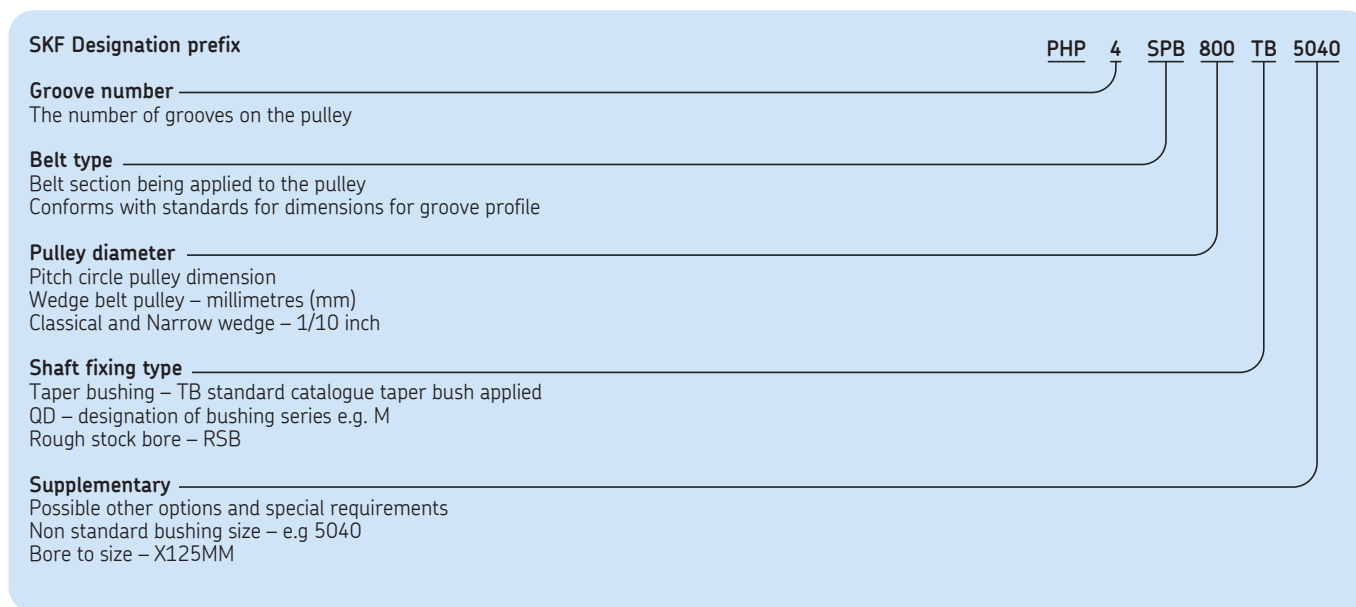 SKF Designation prefix PHP 4 SPB 800 TB 5040
Groove number
The number of grooves on the pulley
Belt type
Belt section being applied to the pulley
Conforms with standards for dimensions for groove profile
Pulley diameter
Pitch circle pulley dimension
Wedge belt pulley – millimetres (mm)
Classical and Narrow wedge – 1/10 inch
Shaft fixing type
Taper bushing – TB standard catalogue taper bush applied
QD – designation of bushing series e.g. M
Rough stock bore – RSB
Supplementary
Possible other options and special requirements
Non standard bushing size – e.g 5040
Bore to size – X125MM